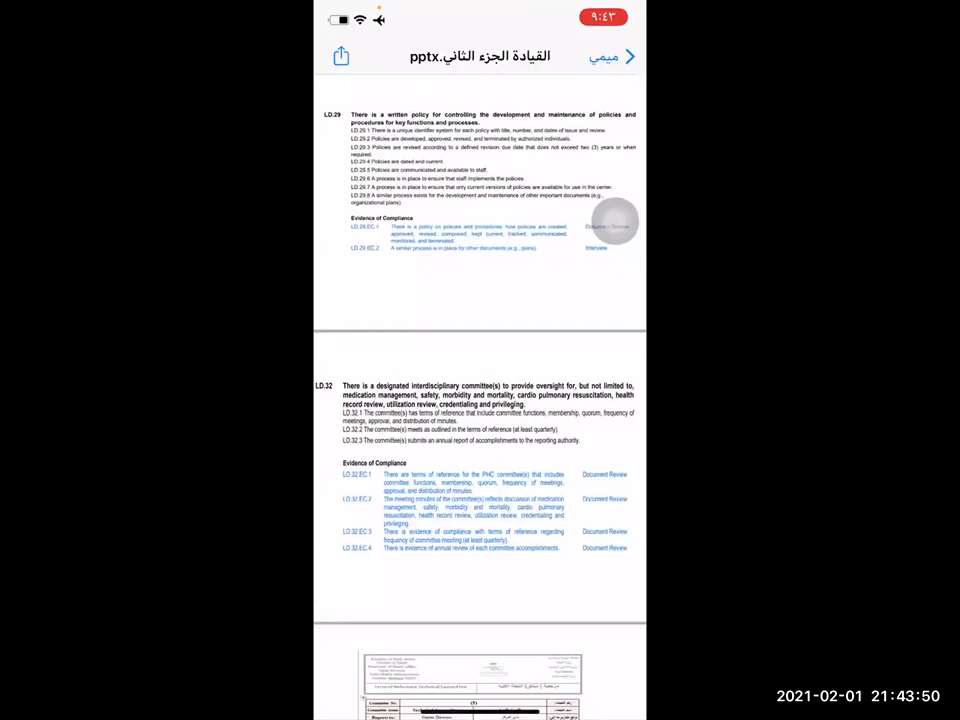 ٩:٤٣
القيادة الجزء الثاني.pptx
ميمي
LD.29 There is a written policy for controlling the development and maintenance of policies and
procedures for key functions and processes.
LD.29.1 There is a unique identifier system for each policy with title, number, and dates of issue and review.
LD.29.2 Policies are developed, approved, revised, and terminated by authorized individuals.
LD.29.3 Policies are revised according to a defined revision due date that does not exceed two (3) years or when
required.
LD.29.4 Policies are dated and current.
LD.29.5 Policies are communicated and available to staff.
LD.29.6 A process is in place to ensure that staff implements the policies.
LD.29.7 A process is in place to ensure that only current versions of policies are available for use in the center.
LD.29.8 A similar process exists for the development and maintenance of other important documents (e.g.,
organizational plans).
Evidence of Compliance
LD.29.EC.1 There is a policy on policies and procedures: how policies are created, Document Review
approved, revised, composed, kept current, tracked, communicated,
monitored, and terminated.
LD.29.EC.2 A similar process is in place for other documents (e.g., plans). Interview
LD.32 There is a designated interdisciplinary committee(s) to provide oversight for, but not limited to,
medication management, safety, morbidity and mortality, cardio pulmonary resuscitation, health
record review, utilization review, credentialing and privileging.
LD.32.1 The committee(s) has terms of reference that include committee functions, membership, quorum, frequency of
meetings, approval, and distribution of minutes.
LD.32.2 The committee(s) meets as outlined in the terms of reference (at least quarterly).
LD.32.3 The committee(s) submits an annual report of accomplishments to the reporting authority.
Evidence of Compliance
LD.32.EC.1 There are terms of reference for the PHC committee(s) that includes Document Review
committee functions, membership, quorum, frequency of meetings,
approval, and distribution of minutes.
LD.32.EC.2 The meeting minutes of the committee(s) reflects discussion of medication Document Review
management, safety, morbidity and mortality, cardio pulmonary
resuscitation, health record review, utilization review, credentialing and
privileging.
LD.32.EC.3 There is evidence of compliance with terms of reference regarding Document Review
frequency of committee meeting (at least quarterly).
LD.32.EC.4 There is evidence of annual review of each committee accomplishments. Document Review
Term of Reference Technical Committee
Committee No. (5)
Committee name:
Reports to: Center Director
2021-02-01 21:43:50